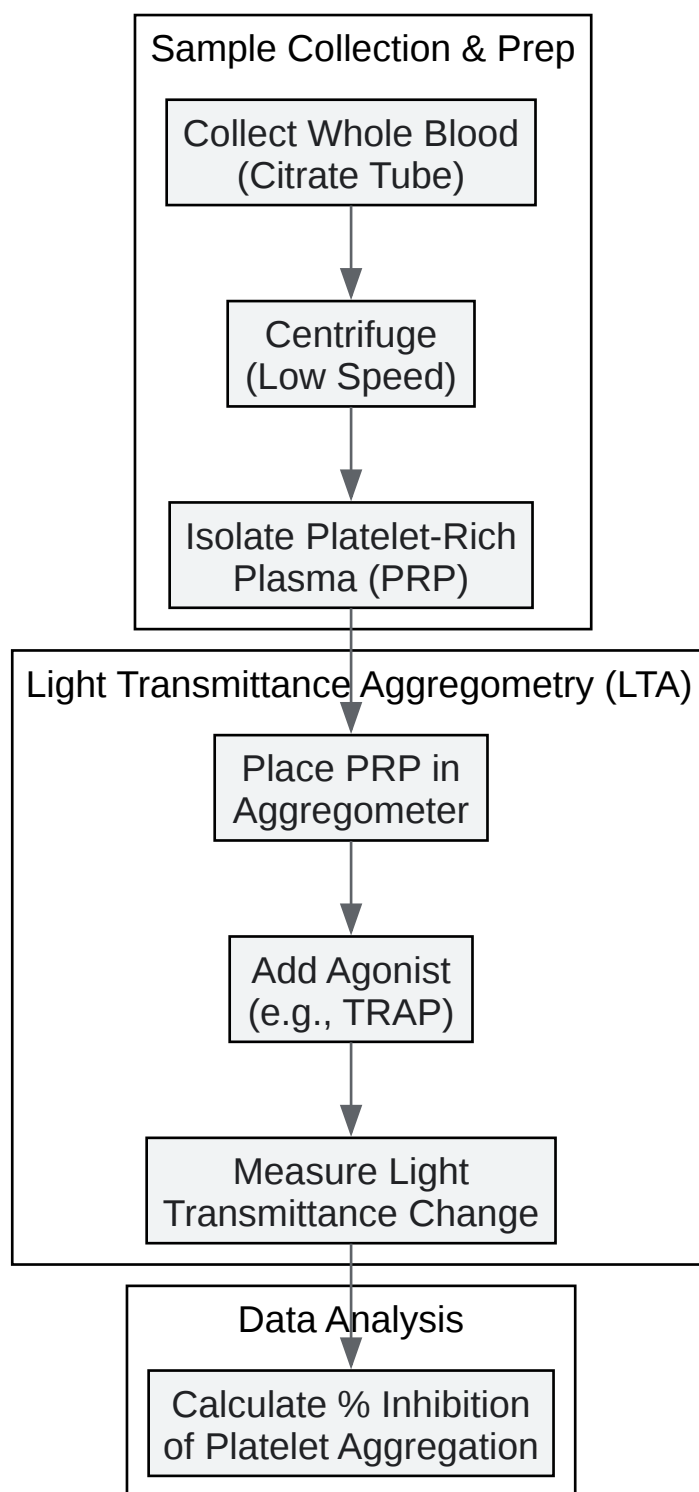 Sample Collection & Prep
Collect Whole Blood
(Citrate Tube)
Centrifuge
(Low Speed)
Isolate Platelet-Rich
Plasma (PRP)
Light Transmittance Aggregometry (LTA)
Place PRP in
Aggregometer
Add Agonist
(e.g., TRAP)
Measure Light
Transmittance Change
Data Analysis
Calculate % Inhibition
of Platelet Aggregation